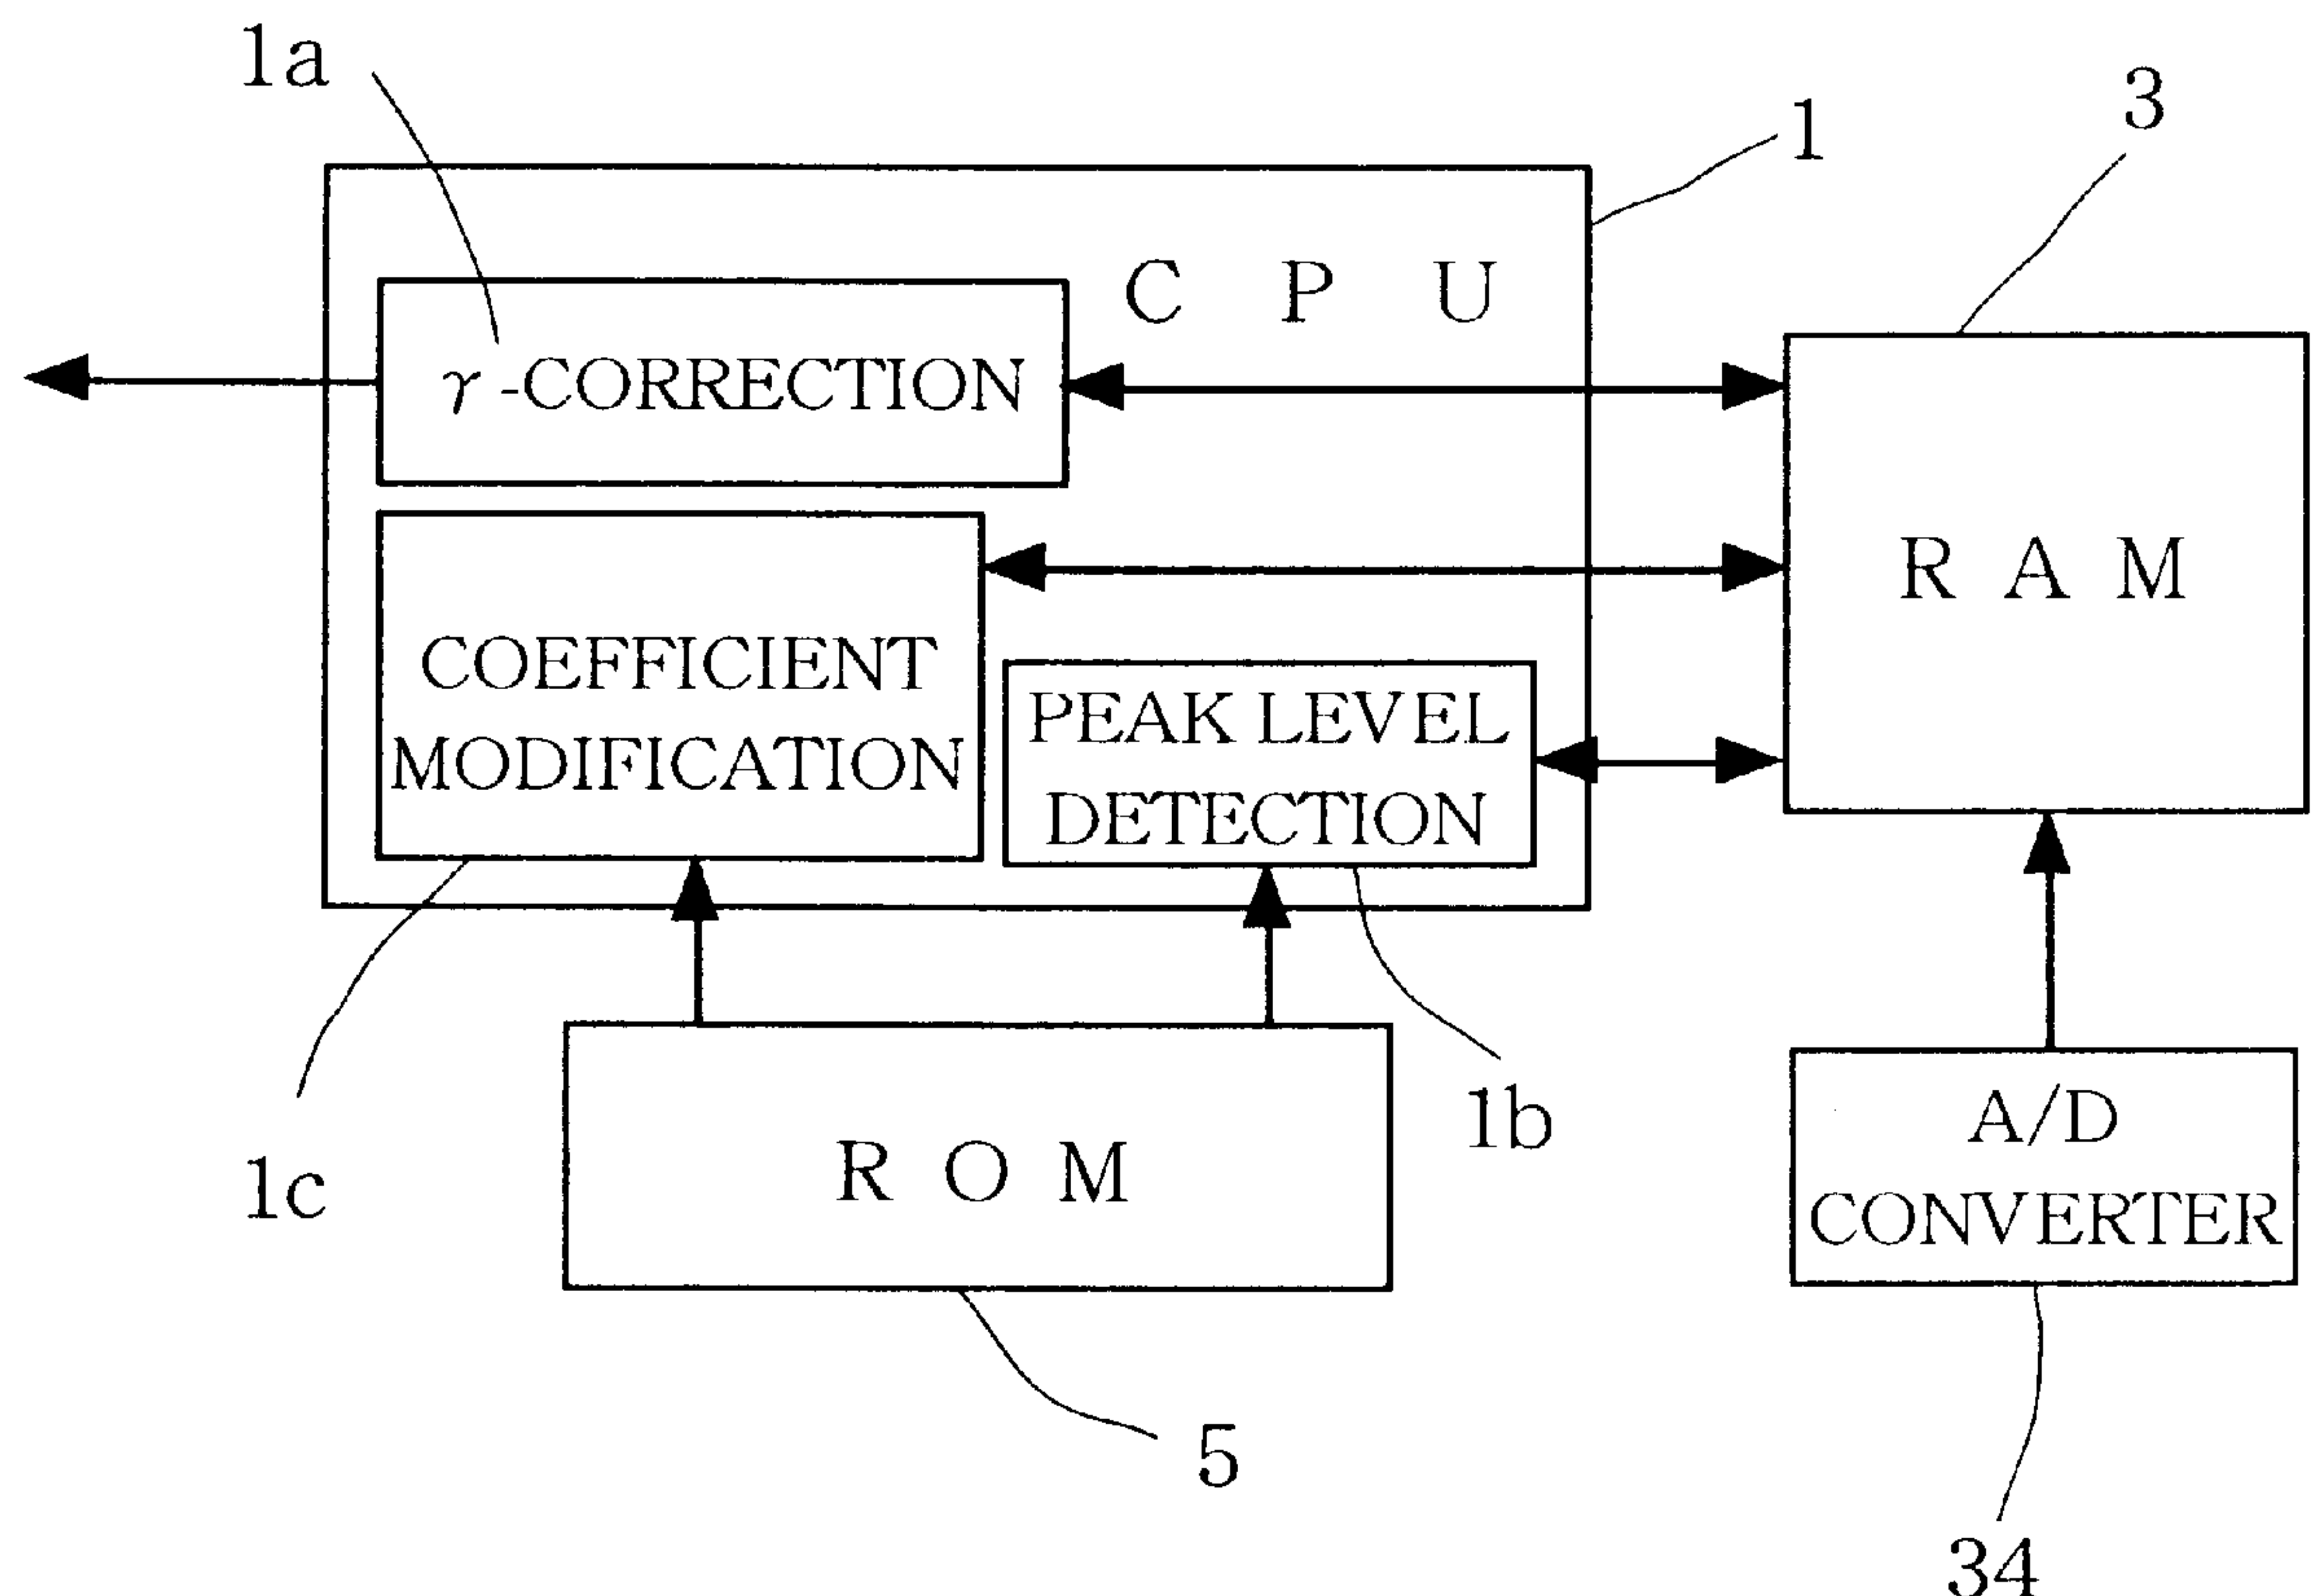 1a
1
3
C P U
γ-CORRECTION
R A M
COEFFICIENT
MODIFICATION
PEAK LEVEL
DETECTION
1c
R O M
1b
A/D
CONVERTER
5
34